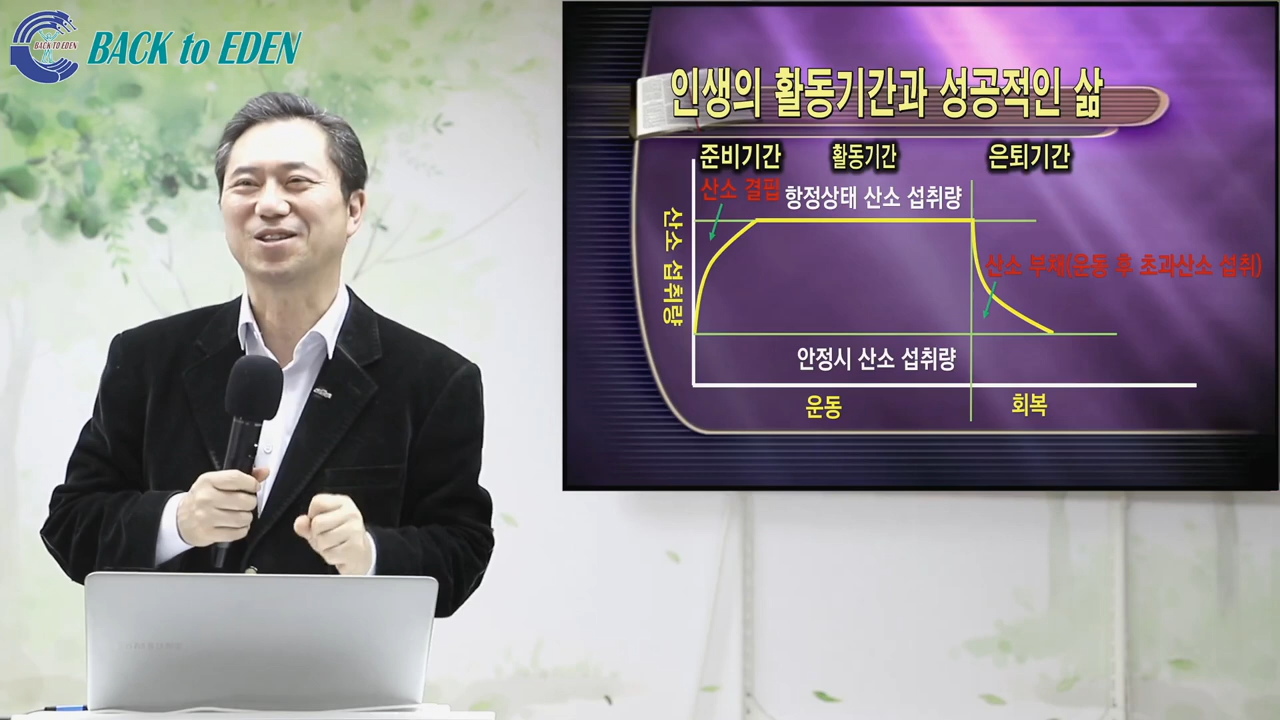 BACK TO EDEN
BACK to EDEN
인생의 활동기간과 성공적인 삶
준비기간
활동기간
은퇴기간
산소 결핍
항정상태 산소 섭취량
산소 섭취량
산소 부채(운동 후 초과산소 섭취)
안정시 산소 섭취량
운동
회복